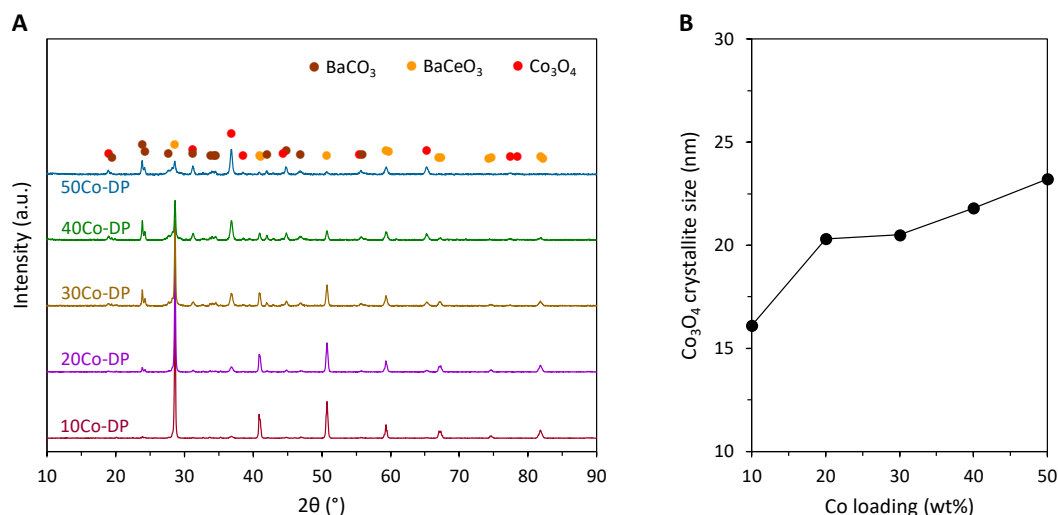 A
BaCO₃ BaCeO₃ Co₃O₄
50Co-DP
40Co-DP
30Co-DP
20Co-DP
10Co-DP
10 20 30 40 50 60 70 80 90
2θ (°)
Intensity (a.u.)
B
30
25
20
15
10
10 20 30 40 50
Co loading (wt%)
Co₃O₄ crystallite size (nm)